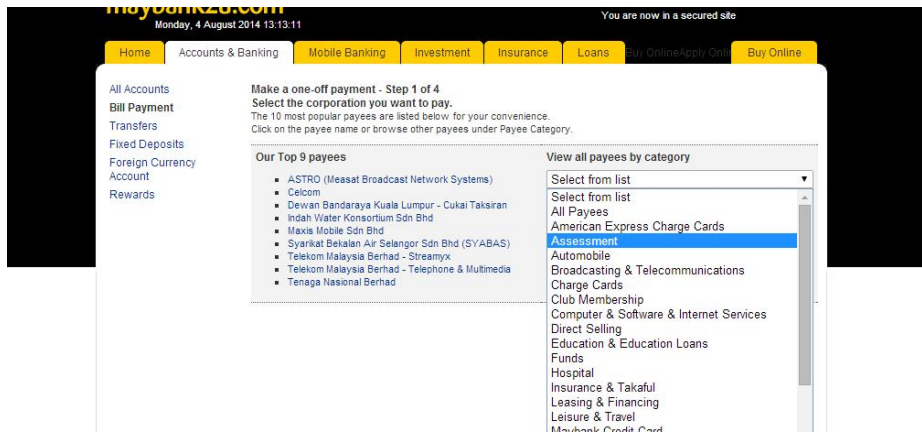 maybank2u.com
Monday, 4 August 2014 13:13:11
You are now in a secured site
Home
Accounts & Banking
Mobile Banking
Investment
Insurance
Loans
Buy OnlineApply Onlin
Buy Online
All Accounts
Bill Payment
Transfers
Fixed Deposits
Foreign Currency
Account
Rewards
Make a one-off payment - Step 1 of 4
Select the corporation you want to pay.
The 10 most popular payees are listed below for your convenience.
Click on the payee name or browse other payees under Payee Category.
Our Top 9 payees
ASTRO (Measat Broadcast Network Systems)
Celcom
Dewan Bandaraya Kuala Lumpur - Cukai Taksiran
Indah Water Konsortium Sdn Bhd
Maxis Mobile Sdn Bhd
Syarikat Bekalan Air Selangor Sdn Bhd (SYABAS)
Telekom Malaysia Berhad - Streamyx
Telekom Malaysia Berhad - Telephone & Multimedia
Tenaga Nasional Berhad
View all payees by category
Select from list
Select from list
All Payees
American Express Charge Cards
Assessment
Automobile
Broadcasting & Telecommunications
Charge Cards
Club Membership
Computer & Software & Internet Services
Direct Selling
Education & Education Loans
Funds
Hospital
Insurance & Takaful
Leasing & Financing
Leisure & Travel
Maybank Credit Card